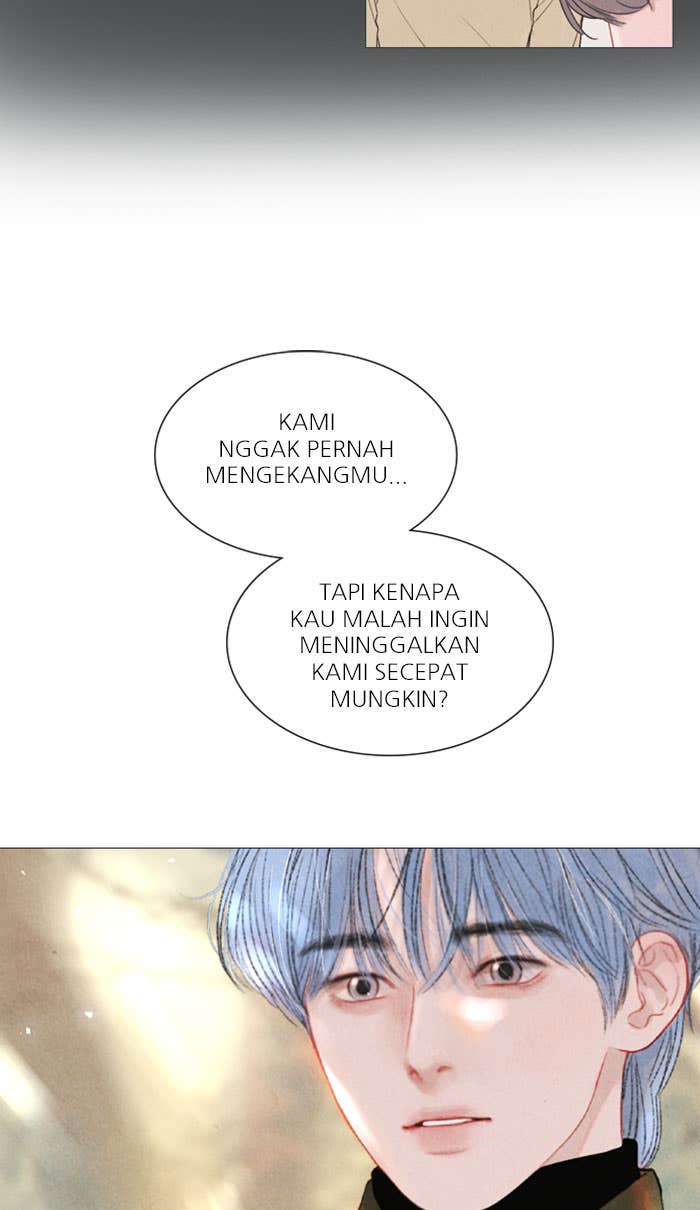 KAMI
NGGAK PERNAH
MENGEKANGMU...
TAPI KENAPA
KAU MALAH INGIN
MENINGGALKAN
KAMI SECEPAT
MUNGKIN?